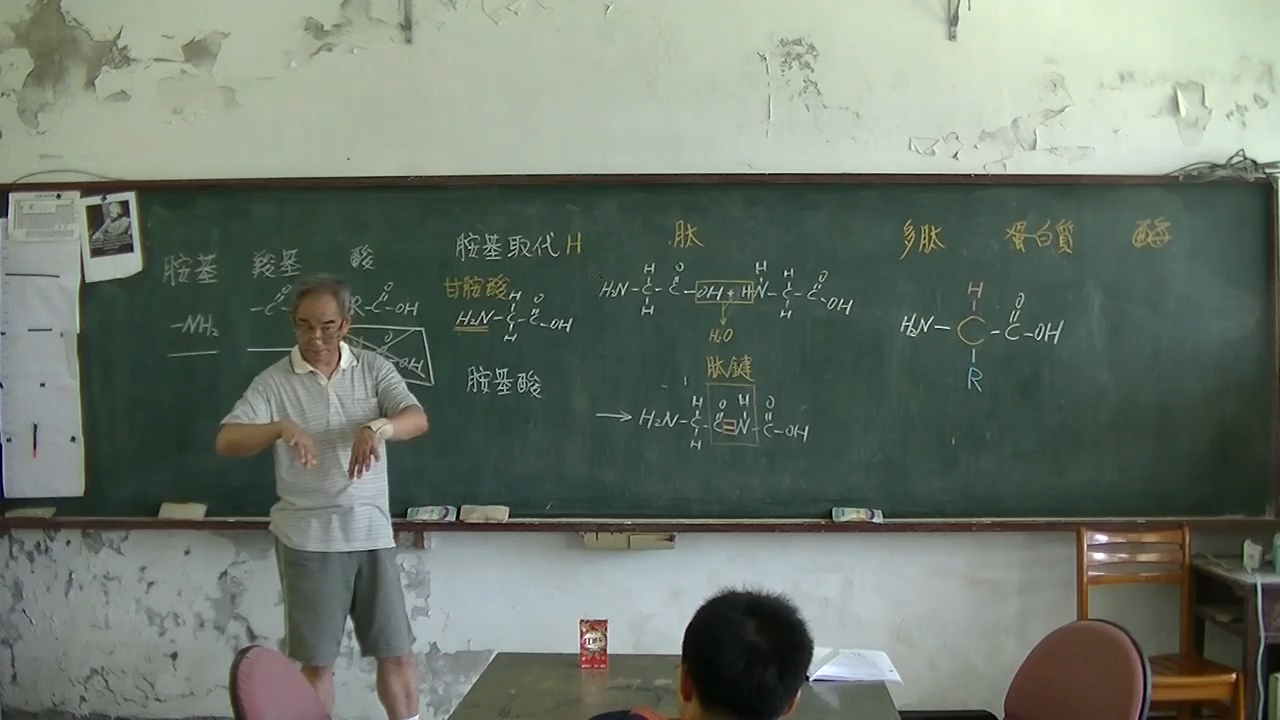 胺基 羧基 酸
-NH₂
R-C-OH
O
胺基取代H
甘胺酸
H O
H₂N-C-C-OH
H
胺基酸
肽
H O H H O
H₂N-C-C-OH+H N-C-C-OH
H H
H₂O
肽鍵
H O H O
→ H₂N-C-C=N-C-OH
H
多肽 蛋白質 酶
H O
H₂N-C-C-OH
R